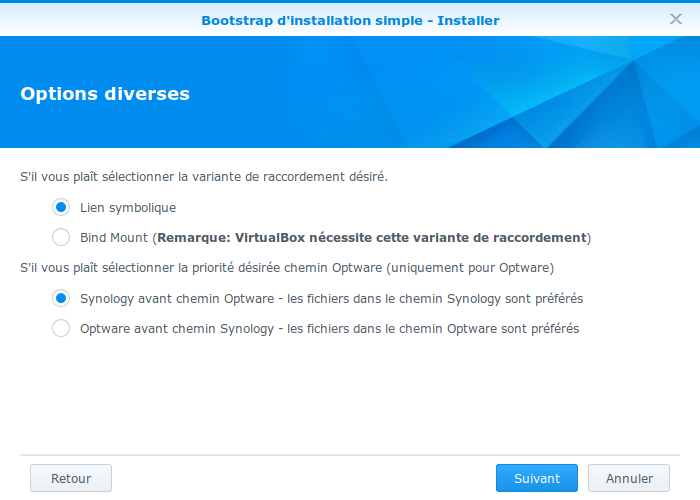 Bootstrap d'installation simple - Installer
Options diverses
S'il vous plaît sélectionner la variante de raccordement désiré.
Lien symbolique
Bind Mount (Remarque: VirtualBox nécessite cette variante de raccordement)
S'il vous plaît sélectionner la priorité désirée chemin Optware (uniquement pour Optware)
Synology avant chemin Optware - les fichiers dans le chemin Synology sont préférés
Optware avant chemin Synology - les fichiers dans le chemin Optware sont préférés
Retour Suivant Annuler